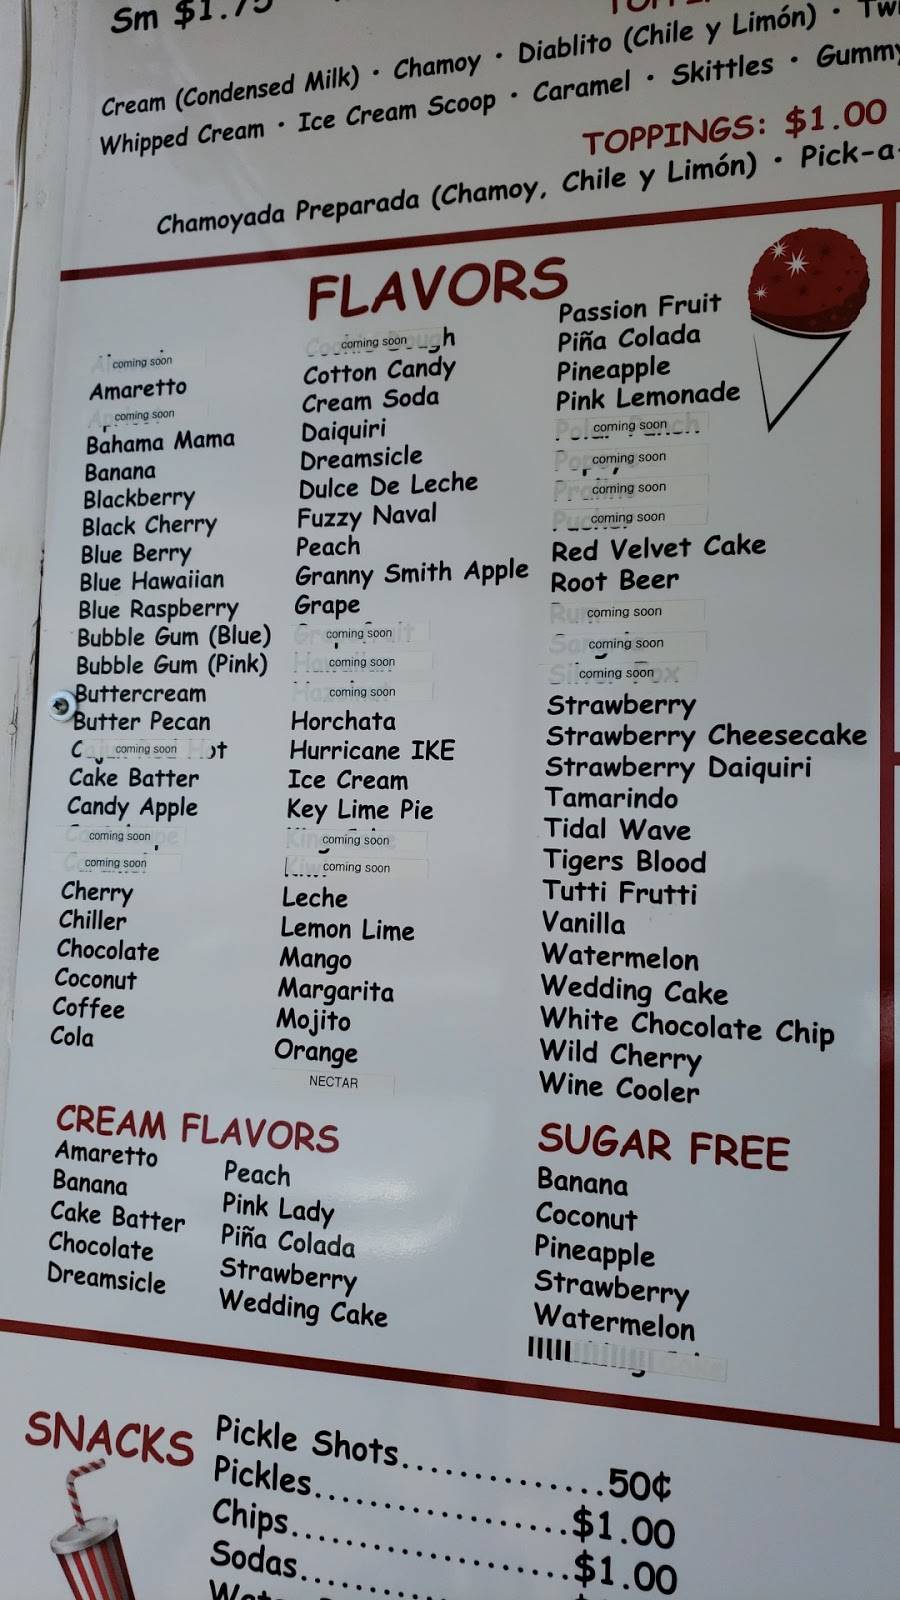 Sm $1.75
Cream (Condensed Milk) • Chamoy • Diablito (Chile y Limón) •
Whipped Cream • Ice Cream Scoop • Caramel • Skittles • Gummy
TOPPINGS: $1.00
Chamoyada Preparada (Chamoy, Chile y Limón) • Pick-a-
FLAVORS
coming soon
Amaretto
coming soon
Bahama Mama
Banana
Blackberry
Black Cherry
Blue Berry
Blue Hawaiian
Blue Raspberry
Bubble Gum (Blue)
Bubble Gum (Pink)
Buttercream
Butter Pecan
coming soon
Cake Batter
Candy Apple
coming soon
coming soon
Cherry
Chiller
Chocolate
Coconut
Coffee
Cola
coming soon
Cotton Candy
Cream Soda
Daiquiri
Dreamsicle
Dulce De Leche
Fuzzy Naval
Peach
Granny Smith Apple
Grape
coming soon
coming soon
coming soon
Horchata
Hurricane IKE
Ice Cream
Key Lime Pie
coming soon
coming soon
Leche
Lemon Lime
Mango
Margarita
Mojito
Orange
NECTAR
Passion Fruit
Piña Colada
Pineapple
Pink Lemonade
coming soon
coming soon
coming soon
coming soon
Red Velvet Cake
Root Beer
coming soon
coming soon
coming soon
Strawberry
Strawberry Cheesecake
Strawberry Daiquiri
Tamarindo
Tidal Wave
Tigers Blood
Tutti Frutti
Vanilla
Watermelon
Wedding Cake
White Chocolate Chip
Wild Cherry
Wine Cooler
CREAM FLAVORS
Amaretto
Banana
Cake Batter
Chocolate
Dreamsicle
Peach
Pink Lady
Piña Colada
Strawberry
Wedding Cake
SUGAR FREE
Banana
Coconut
Pineapple
Strawberry
Watermelon
SNACKS
Pickle Shots..............50¢
Pickles..................$1.00
Chips....................$1.00
Sodas